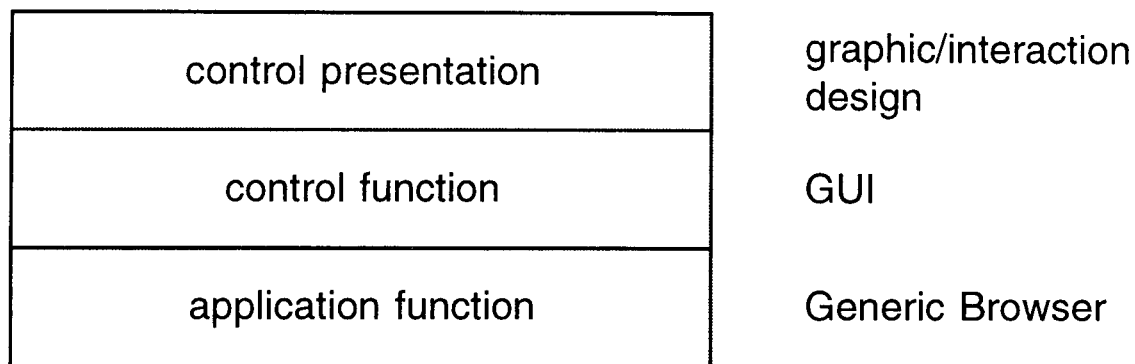 control presentation
graphic/interaction
design
control function
GUI
application function
Generic Browser